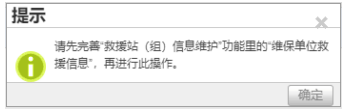 提示
请先完善“救援站（组）信息维护”功能里的“维保单位救
援信息”，再进行此操作。
确定